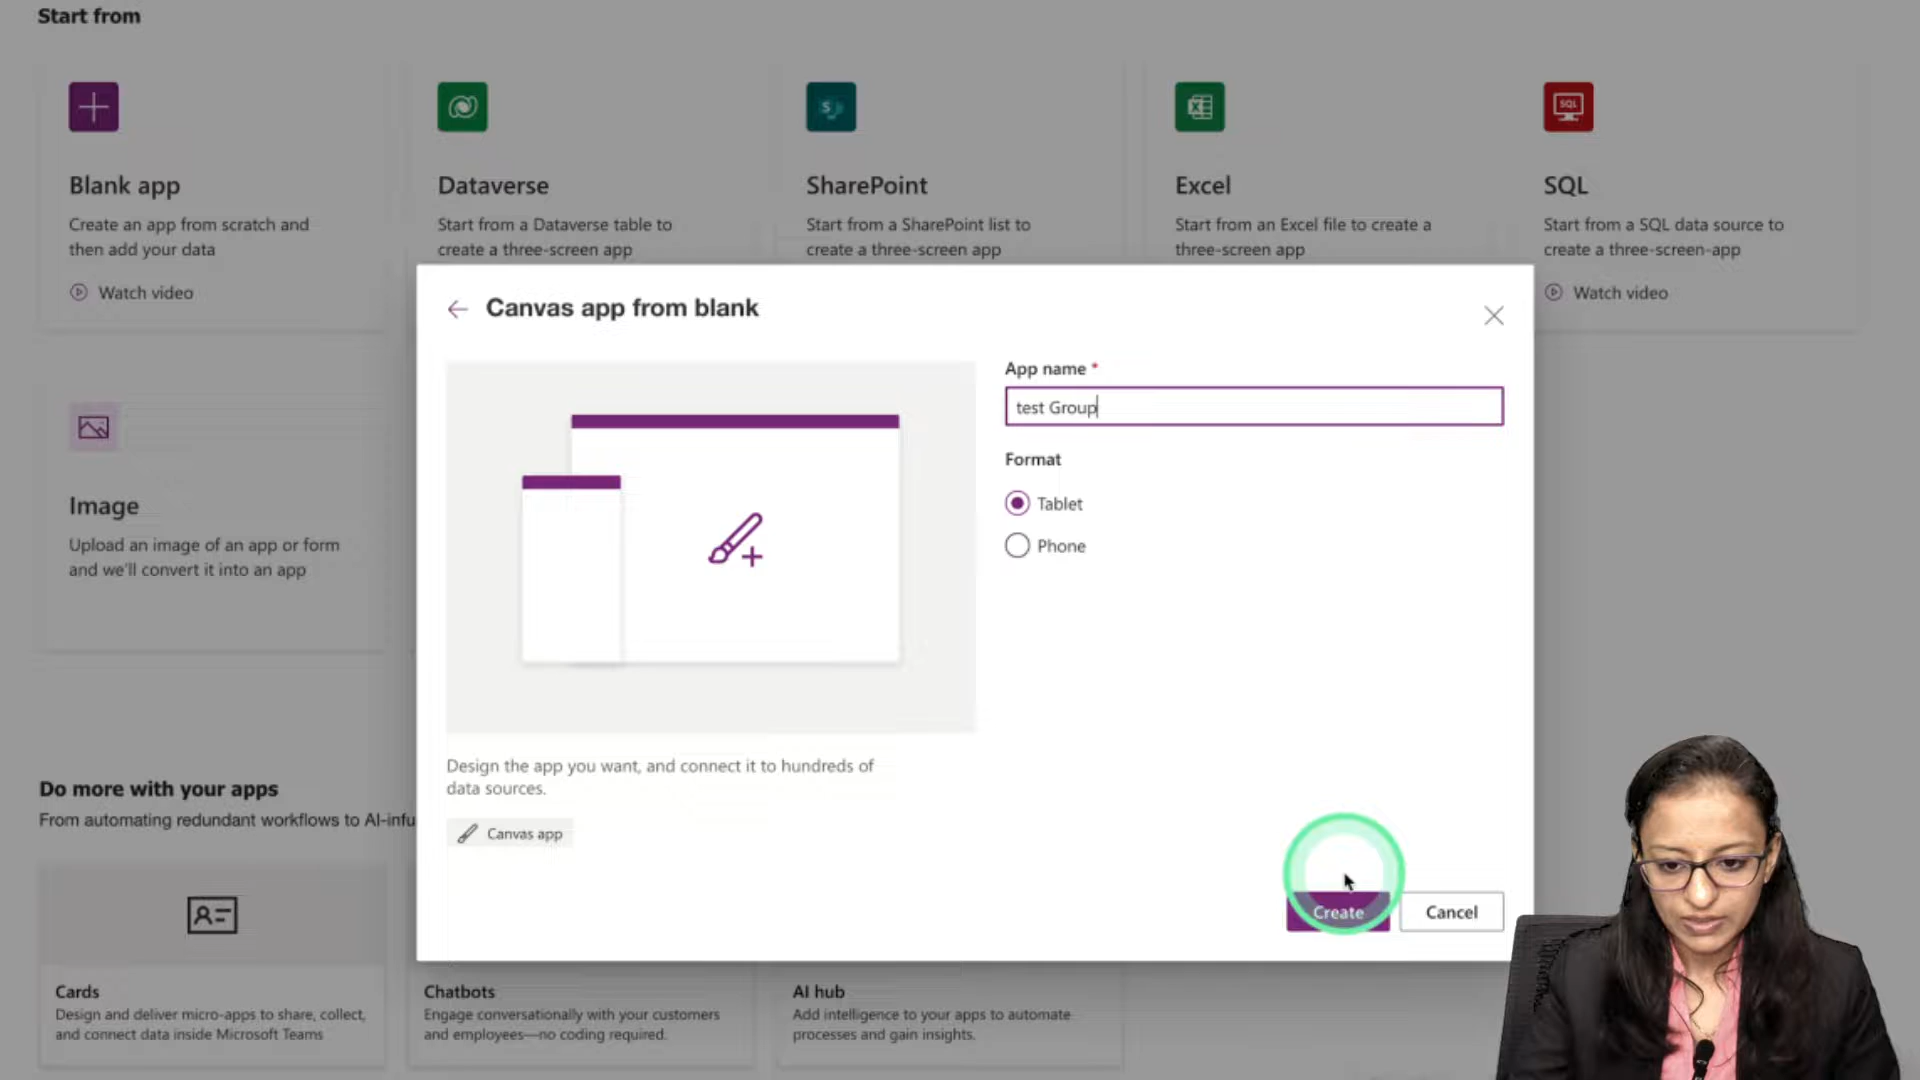 Start from
Blank app
Create an app from scratch and
then add your data
Watch video
Dataverse
Start from a Dataverse table to
create a three-screen app
S
SharePoint
Start from a SharePoint list to
create a three-screen app
Excel
Start from an Excel file to create a
three-screen app
SQL
SQL
Start from a SQL data source to
create a three-screen-app
Watch video
Image
Upload an image of an app or form
and we'll convert it into an app
Canvas app from blank
App name *
test Group
Format
Tablet
Phone
Design the app you want, and connect it to hundreds of
data sources.
Canvas app
Create
Cancel
Do more with your apps
From automating redundant workflows to AI-infu
Cards
Design and deliver micro-apps to share, collect,
and connect data inside Microsoft Teams
Chatbots
Engage conversationally with your customers
and employees—no coding required.
AI hub
Add intelligence to your apps to automate
processes and gain insights.